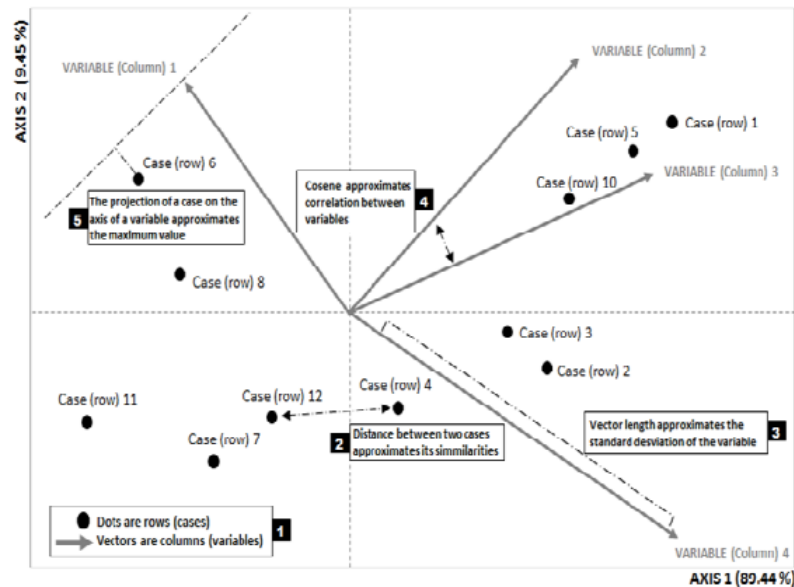 VARIABLE (Column) 1
VARIABLE (Column) 2
AXIS 2 (9.45 %)
Case (row) 1
Case (row) 5
Case (row) 6
Cosene approximates
correlation between
variables
4
VARIABLE (Column) 3
Case (row) 10
The projection of a case on the
axis of a variable approximates
the maximum value
5
Case (row) 8
Case (row) 3
Case (row) 2
Case (row) 4
Case (row) 12
Case (row) 11
Case (row) 7
2
Distance between two cases
approximates its simmilarities
Vector length approximates the
standard desviation of the variable
3
Dots are rows (cases)
Vectors are columns (variables)
1
VARIABLE (Column) 4
AXIS 1 (89.44 %)